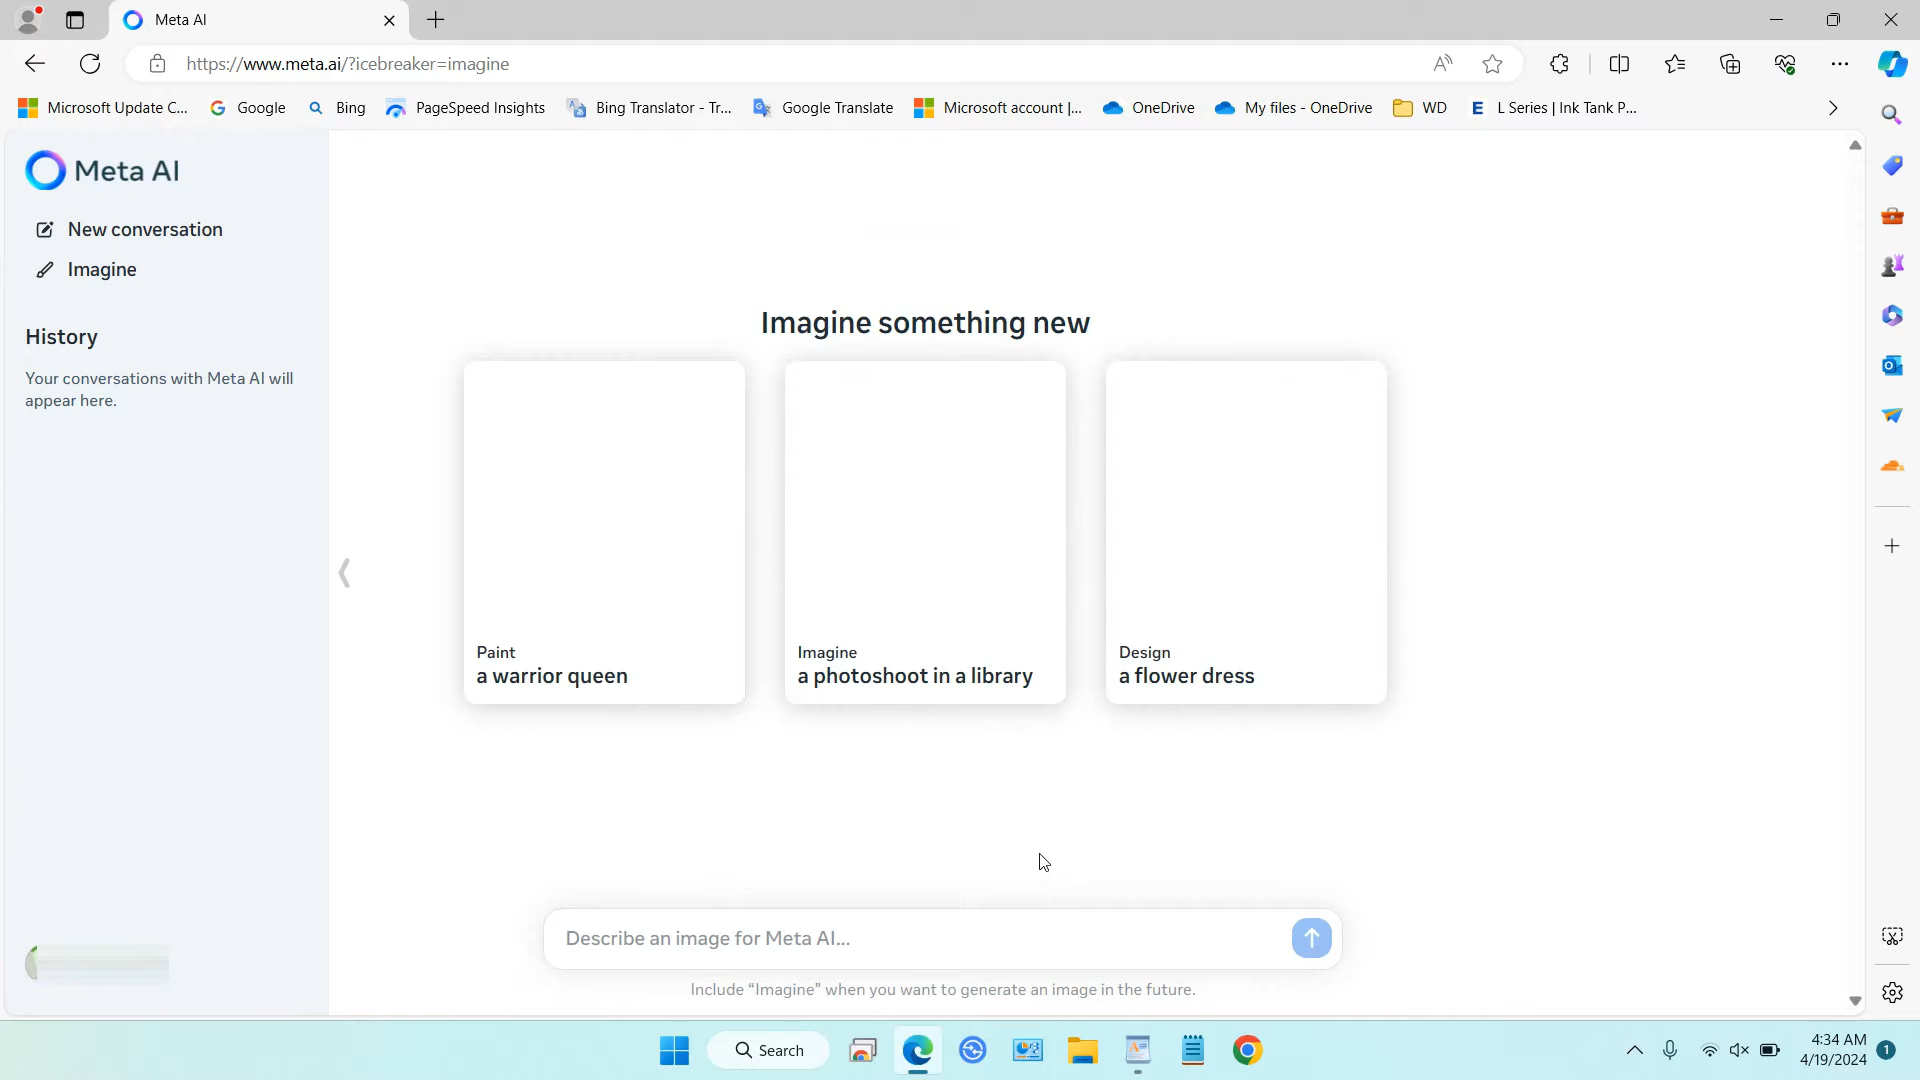 Meta AI
https://www.meta.ai/?icebreaker=imagine
Microsoft Update C...
Google
Bing
PageSpeed Insights
Bing Translator - Tr...
Google Translate
Microsoft account |...
OneDrive
My files - OneDrive
WD
E
L Series | Ink Tank P...
Meta AI
New conversation
Imagine
History
Your conversations with Meta AI will
appear here.
Imagine something new
Paint
a warrior queen
Imagine
a photoshoot in a library
Design
a flower dress
Describe an image for Meta AI...
Include “Imagine” when you want to generate an image in the future.
Search
4:34 AM
4/19/2024
1